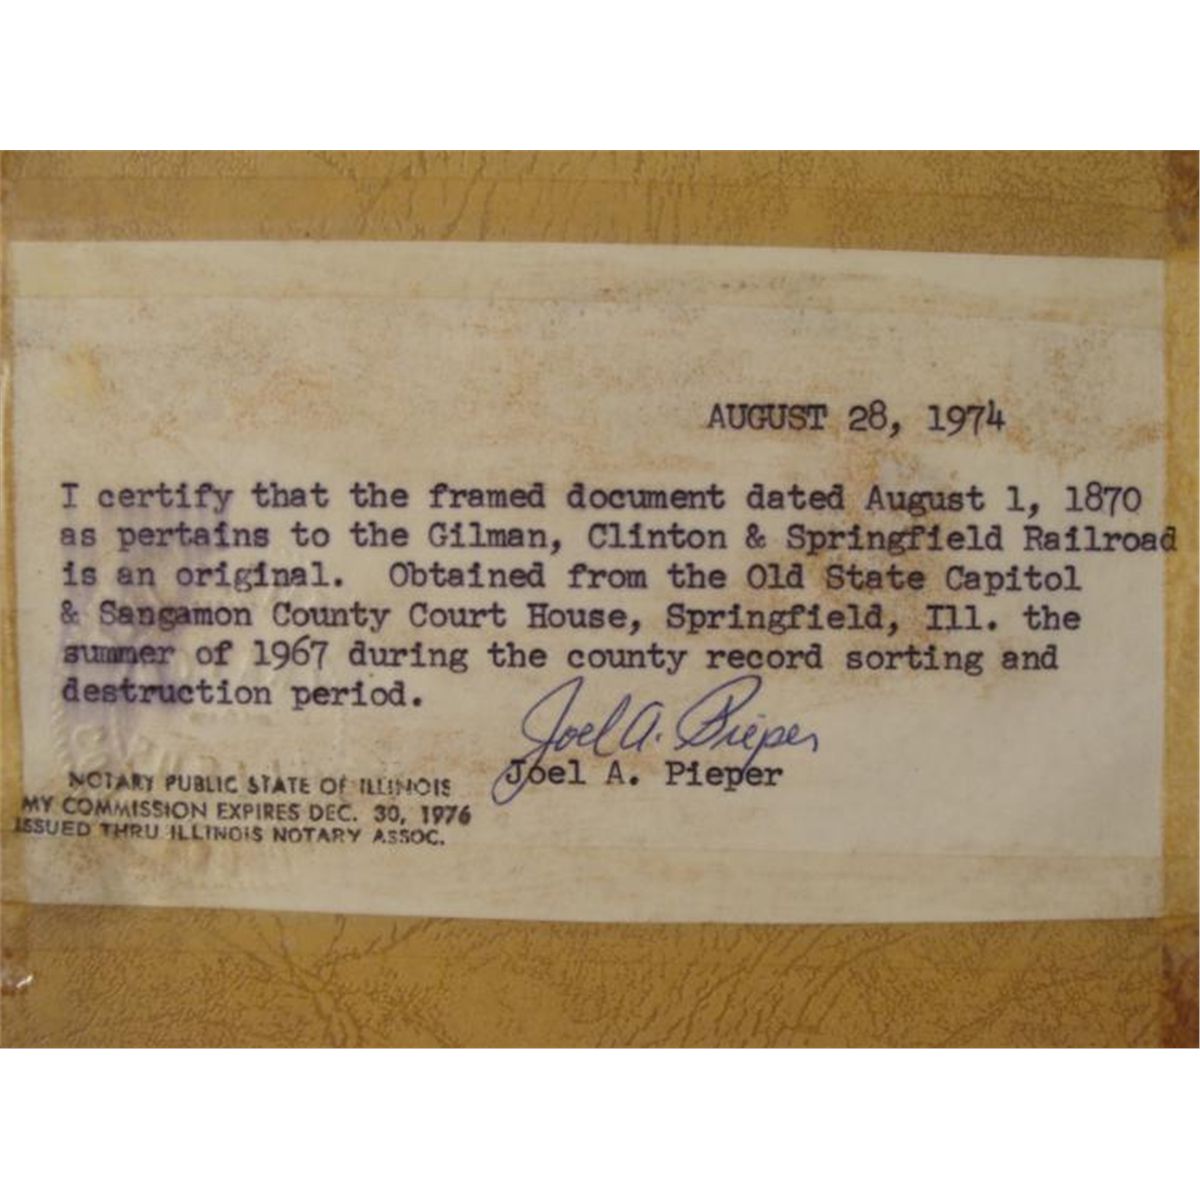 AUGUST 28, 1974
I certify that the framed document dated August 1, 1870
as pertains to the Gilman, Clinton & Springfield Railroad
is an original. Obtained from the Old State Capitol
& Sangamon County Court House, Springfield, Ill. the
summer of 1967 during the county record sorting and
destruction period.
Joel A. Pieper
Joel A. Pieper
NOTARY PUBLIC STATE OF ILLINOIS
MY COMMISSION EXPIRES DEC. 30, 1976
ISSUED THRU ILLINOIS NOTARY ASSOC.